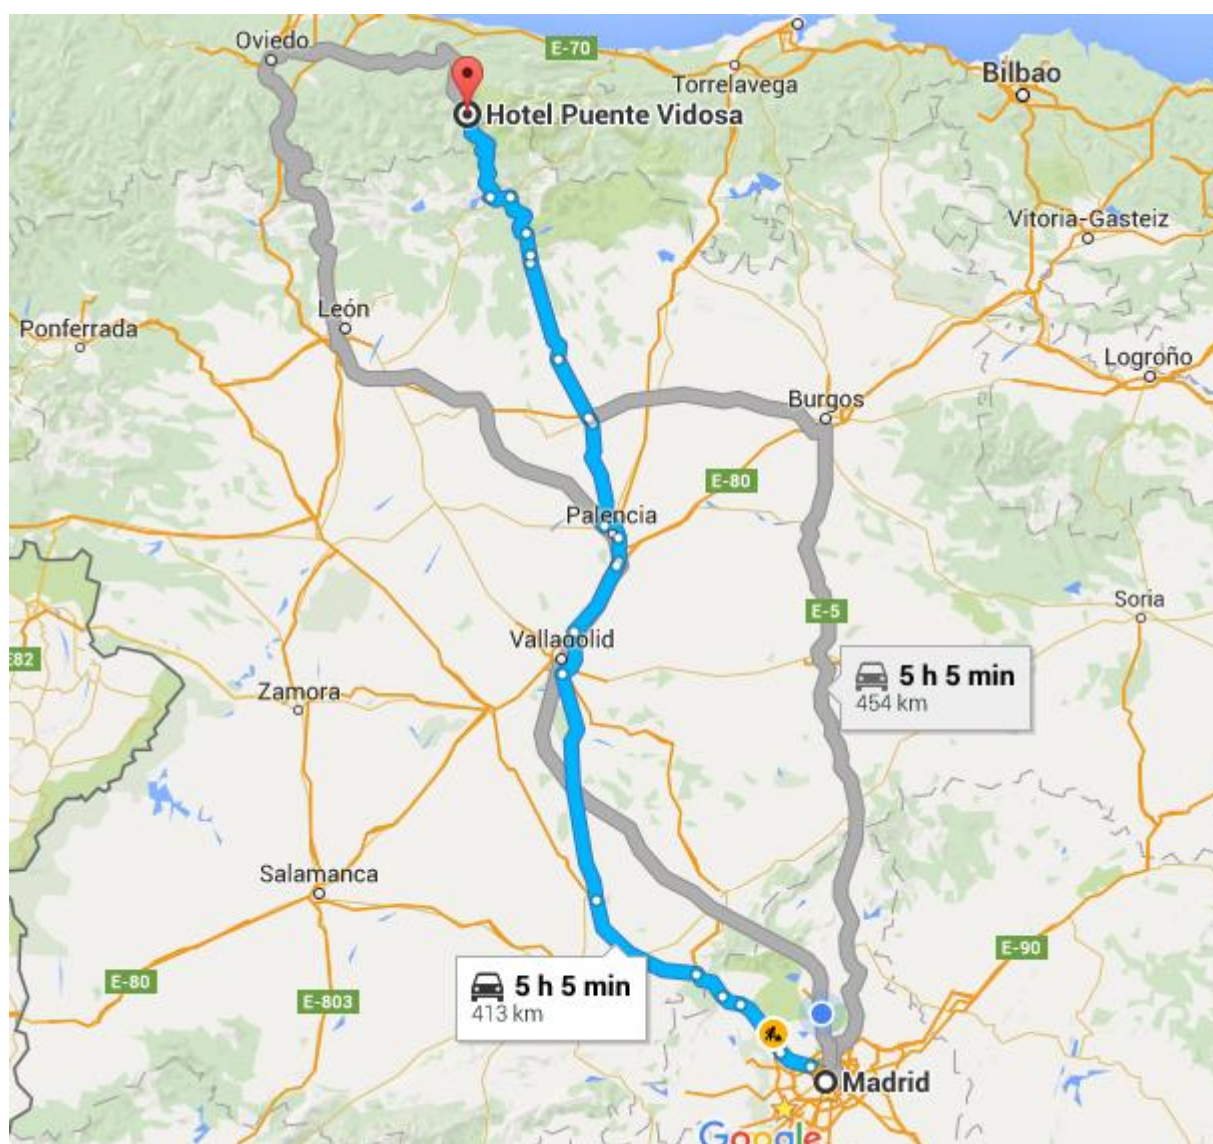 Oviedo
E-70
Torrelavega
Bilbao
Hotel Puente Vidosa
Vitoria-Gasteiz
León
Ponferrada
Logroño
Burgos
E-80
Palencia
Soria
E-5
Valladolid
E82
5 h 5 min
454 km
Zamora
Salamanca
E-90
E-80
5 h 5 min
413 km
E-803
Madrid
Google